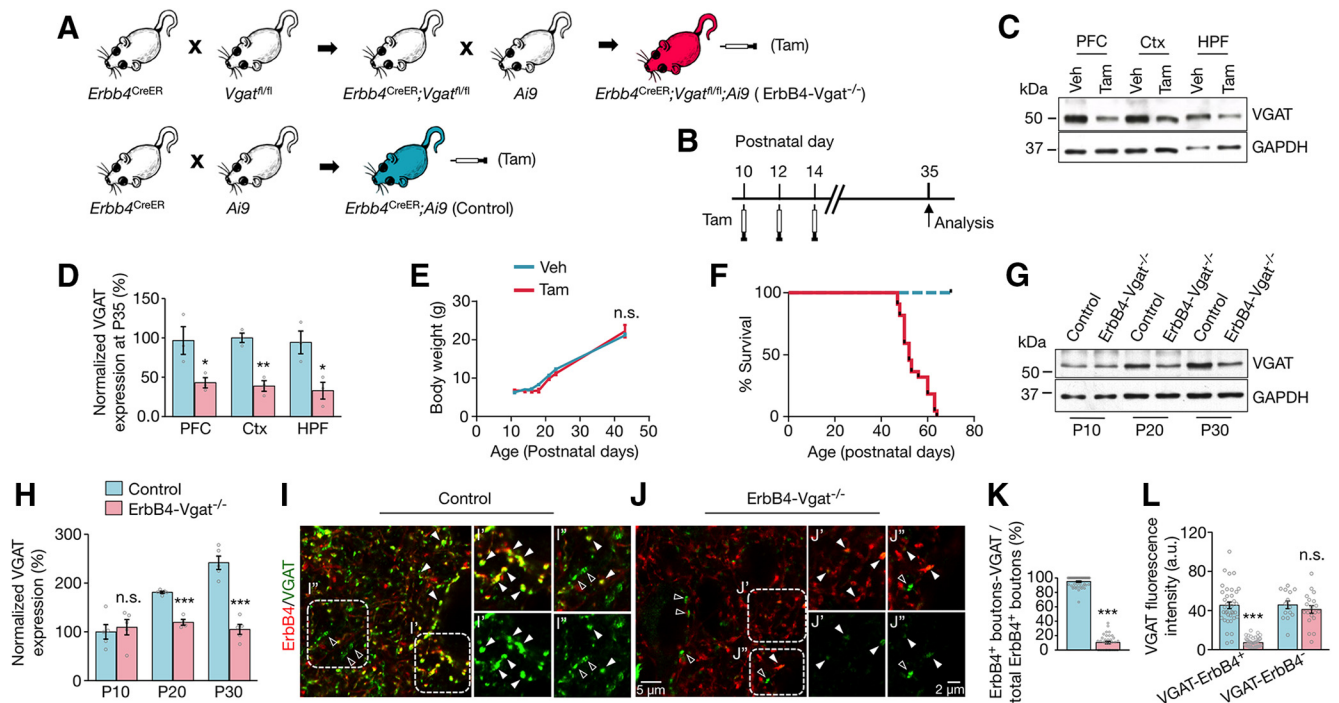 A
X
X
(Tam)
Erbb4CreER
Vgatfl/fl
Erbb4CreER;Vgatfl/fl
Ai9
Erbb4CreER;Vgatfl/fl;Ai9 ( ErbB4-Vgat-/-)
X
(Tam)
Erbb4CreER
Ai9
Erbb4CreER;Ai9 (Control)
B
Postnatal day
10 12 14 35
Tam
Analysis
C
PFC Ctx HPF
Veh Tam Veh Tam Veh Tam
kDa
50
VGAT
37
GAPDH
D
Normalized VGAT
expression at P35 (%)
150
100
50
0.0
* ** *
PFC Ctx HPF
E
Veh
Tam
Body weight (g)
30
20
10
0
n.s.
0 10 20 30 40 50
Age (Postnatal days)
F
% Survival
100
50
0
0 20 40 60 80
Age (postnatal days)
G
Control ErbB4-Vgat-/- Control ErbB4-Vgat-/- Control ErbB4-Vgat-/-
kDa
50
VGAT
37
GAPDH
P10 P20 P30
H
Control
ErbB4-Vgat-/-
Normalized VGAT
expression (%)
300
200
100
0
n.s. *** ***
P10 P20 P30
I
Control
ErbB4/VGAT
I"
I'
I'
I"
J
ErbB4-Vgat-/-
J'
J"
J'
J"
J'
J"
5 µm
2 µm
K
ErbB4+ boutons-VGAT /
total ErbB4+ boutons (%)
100
80
60
40
20
0
***
L
VGAT fluorescence
intensity (a.u.)
120
80
40
0
***
n.s.
VGAT-ErbB4+
VGAT-ErbB4-